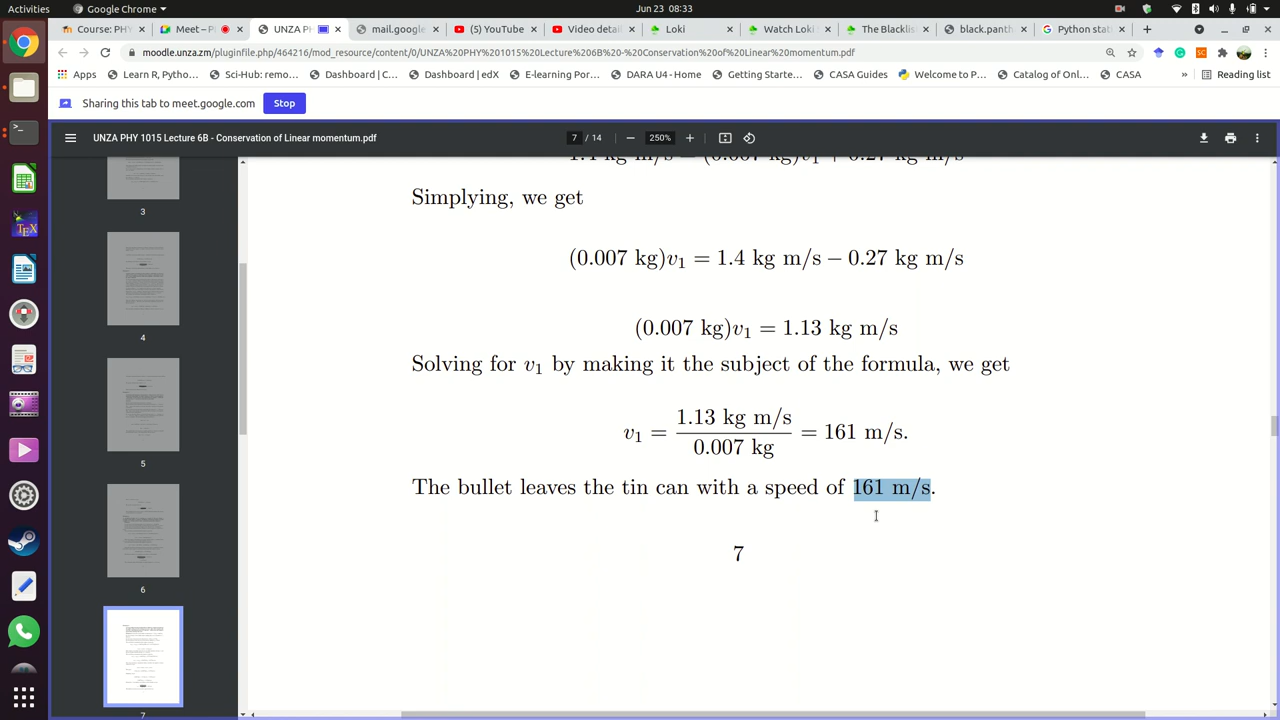 Activities
Google Chrome
Jun 23 08:33
Course: PHY
Meet – P
UNZA PH
mail.google
(5) YouTube
Video detail
Loki
Watch Loki
The Blacklis
black.panth
Python stat
moodle.unza.zm/pluginfile.php/464216/mod_resource/content/0/UNZA%20PHY%201015%20Lecture%206B%20-%20Conservation%20of%20Linear%20momentum.pdf
Apps
Learn R, Pytho...
Sci-Hub: remo...
Dashboard | C...
Dashboard | edX
E-learning Por...
DARA U4 - Home
Getting Starte...
CASA Guides
Welcome to P...
Catalog of Onl...
CASA
»
Reading list
Sharing this tab to meet.google.com
Stop
UNZA PHY 1015 Lecture 6B - Conservation of Linear momentum.pdf
7 / 14
250%
3
4
5
6
7
Simplying, we get
(0.007 kg)v₁ = 1.4 kg m/s − 0.27 kg m/s
(0.007 kg)v₁ = 1.13 kg m/s
Solving for v₁ by making it the subject of the formula, we get
v₁ = 1.13 kg m/s / 0.007 kg = 161 m/s.
The bullet leaves the tin can with a speed of 161 m/s.
7